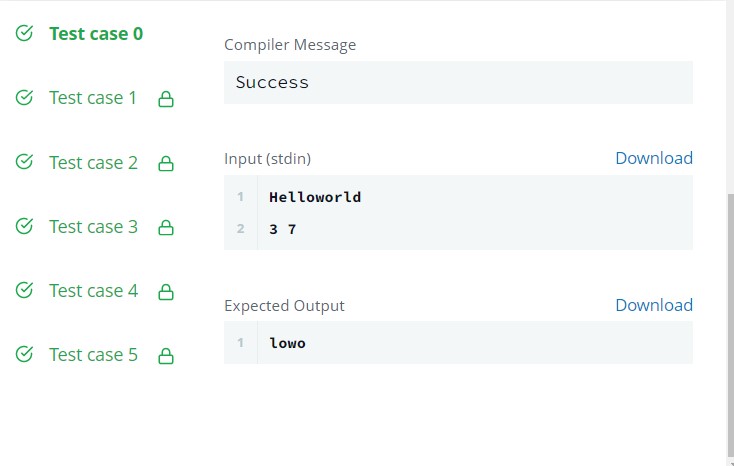 Test case 0
Test case 1
Test case 2
Test case 3
Test case 4
Test case 5
Compiler Message
Success
Input (stdin)
Download
1 Helloworld
2 3 7
Expected Output
Download
1 lowo